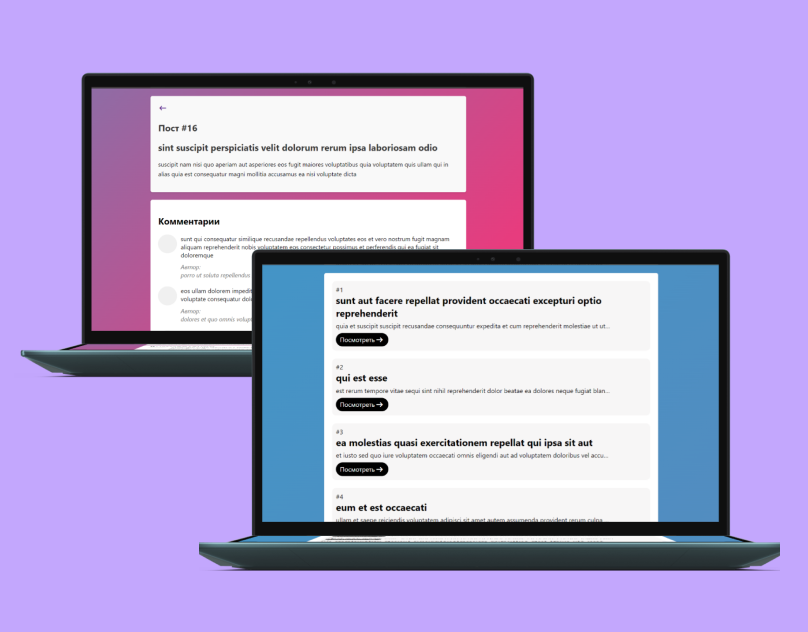 ←
Пост #16
sint suscipit perspiciatis velit dolorum rerum ipsa laboriosam odio
suscipit nam nisi quo aperiam aut asperiores eos fugit maiores voluptatibus quia voluptatem quis ullam qui in
alias quia est consequatur magni mollitia accusamus ea nisi voluptate dicta
Комментарии
sunt qui consequatur similique recusandae repellendus voluptates eos et vero nostrum fugit magnam
aliquam reprehenderit nobis voluptatem eos consectetur possimus et perferendis qui ea fugiat sit
doloremque
Автор:
porro ut soluta repellendus
eos ullam dolorem impedit
voluptate consequatur
Автор:
dolores et quo omnis
#1
sunt aut facere repellat provident occaecati excepturi optio
reprehenderit
quia et suscipit suscipit recusandae consequuntur expedita et cum reprehenderit molestiae ut ut...
Посмотреть →
#2
qui est esse
est rerum tempore vitae sequi sint nihil reprehenderit dolor beatae ea dolores neque fugiat blan...
Посмотреть →
#3
ea molestias quasi exercitationem repellat qui ipsa sit aut
et iusto sed quo iure voluptatem occaecati omnis eligendi aut ad voluptatem doloribus vel accu...
Посмотреть →
#4
eum et est occaecati
ullam et saepe reiciendis voluptatem adipisci sit amet autem assumenda provident rerum culpa